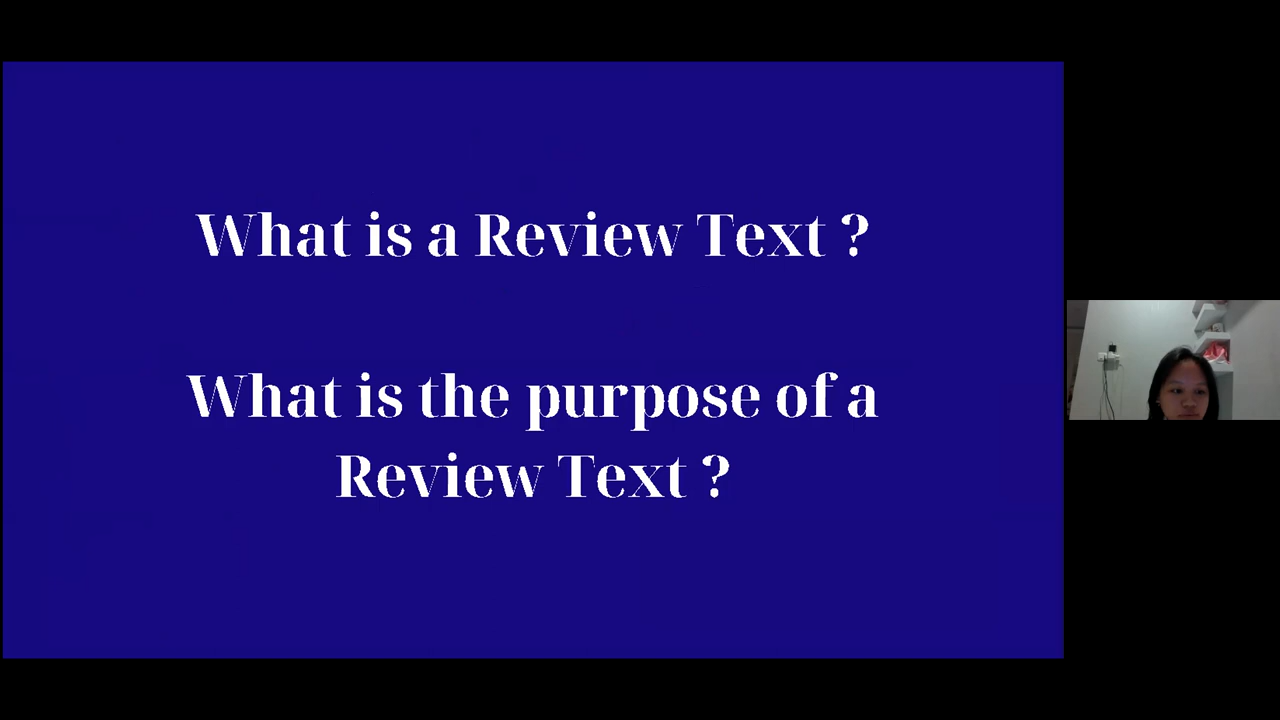 What is a Review Text ?
What is the purpose of a
Review Text ?